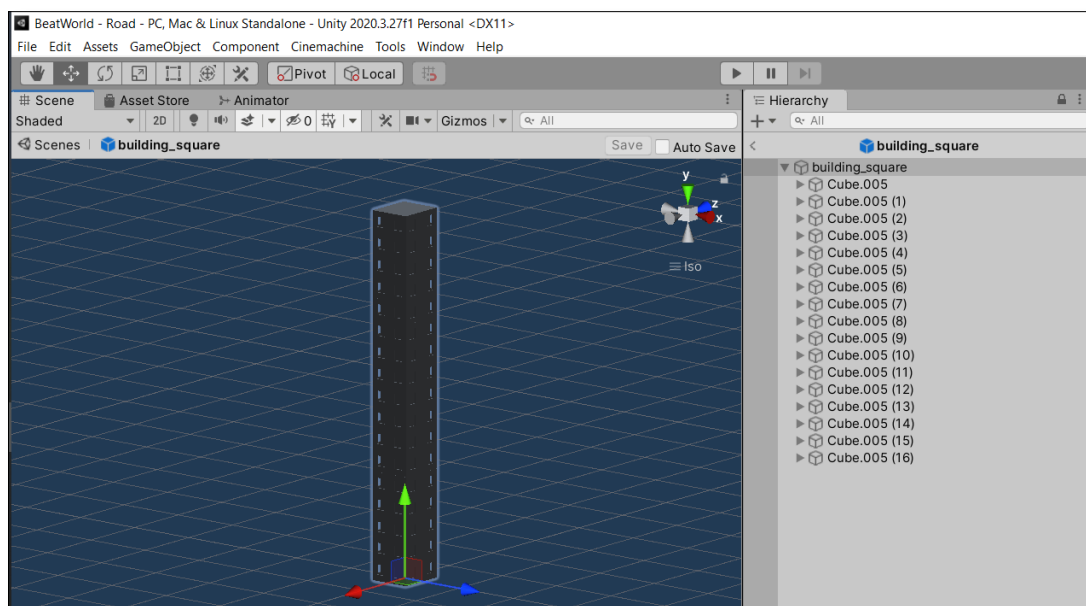 BeatWorld - Road - PC, Mac & Linux Standalone - Unity 2020.3.27f1 Personal <DX11>
File Edit Assets GameObject Component Cinemachine Tools Window Help
Pivot Local
Scene Asset Store Animator
Shaded 2D 0 Gizmos All
Scenes building_square Save Auto Save
y
z
x
Iso
Hierarchy
All
building_square
building_square
Cube.005
Cube.005 (1)
Cube.005 (2)
Cube.005 (3)
Cube.005 (4)
Cube.005 (5)
Cube.005 (6)
Cube.005 (7)
Cube.005 (8)
Cube.005 (9)
Cube.005 (10)
Cube.005 (11)
Cube.005 (12)
Cube.005 (13)
Cube.005 (14)
Cube.005 (15)
Cube.005 (16)